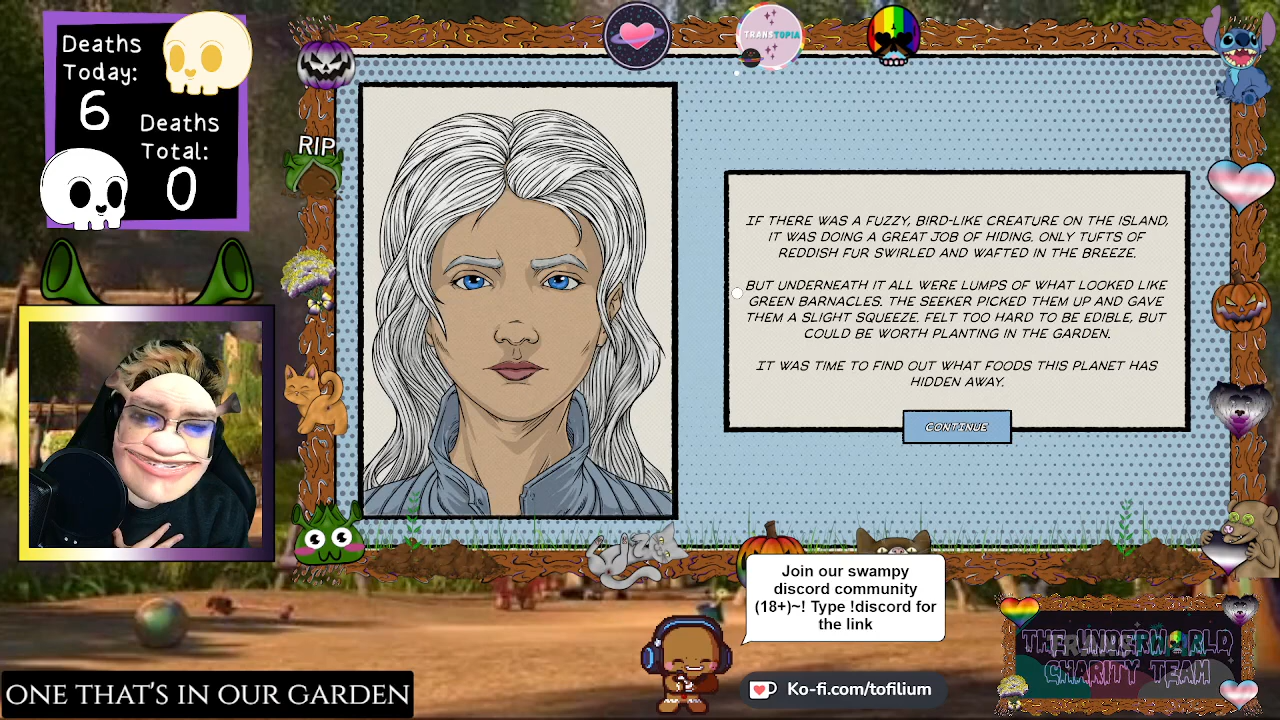 Deaths
Today:
6
Deaths
Total:
0
RIP
TRANSTOPIA
IF THERE WAS A FUZZY, BIRD-LIKE CREATURE ON THE ISLAND,
IT WAS DOING A GREAT JOB OF HIDING. ONLY TUFTS OF
REDDISH FUR SWIRLED AND WAFTED IN THE BREEZE.
BUT UNDERNEATH IT ALL WERE LUMPS OF WHAT LOOKED LIKE
GREEN BARNACLES. THE SEEKER PICKED THEM UP AND GAVE
THEM A SLIGHT SQUEEZE. FELT TOO HARD TO BE EDIBLE, BUT
COULD BE WORTH PLANTING IN THE GARDEN.
IT WAS TIME TO FIND OUT WHAT FOODS THIS PLANET HAS
HIDDEN AWAY.
CONTINUE
Join our swampy
discord community
(18+)~! Type !discord for
the link
Ko-fi.com/tofilium
THE UNDERWORLD
CHARITY TEAM
ONE THAT'S IN OUR GARDEN